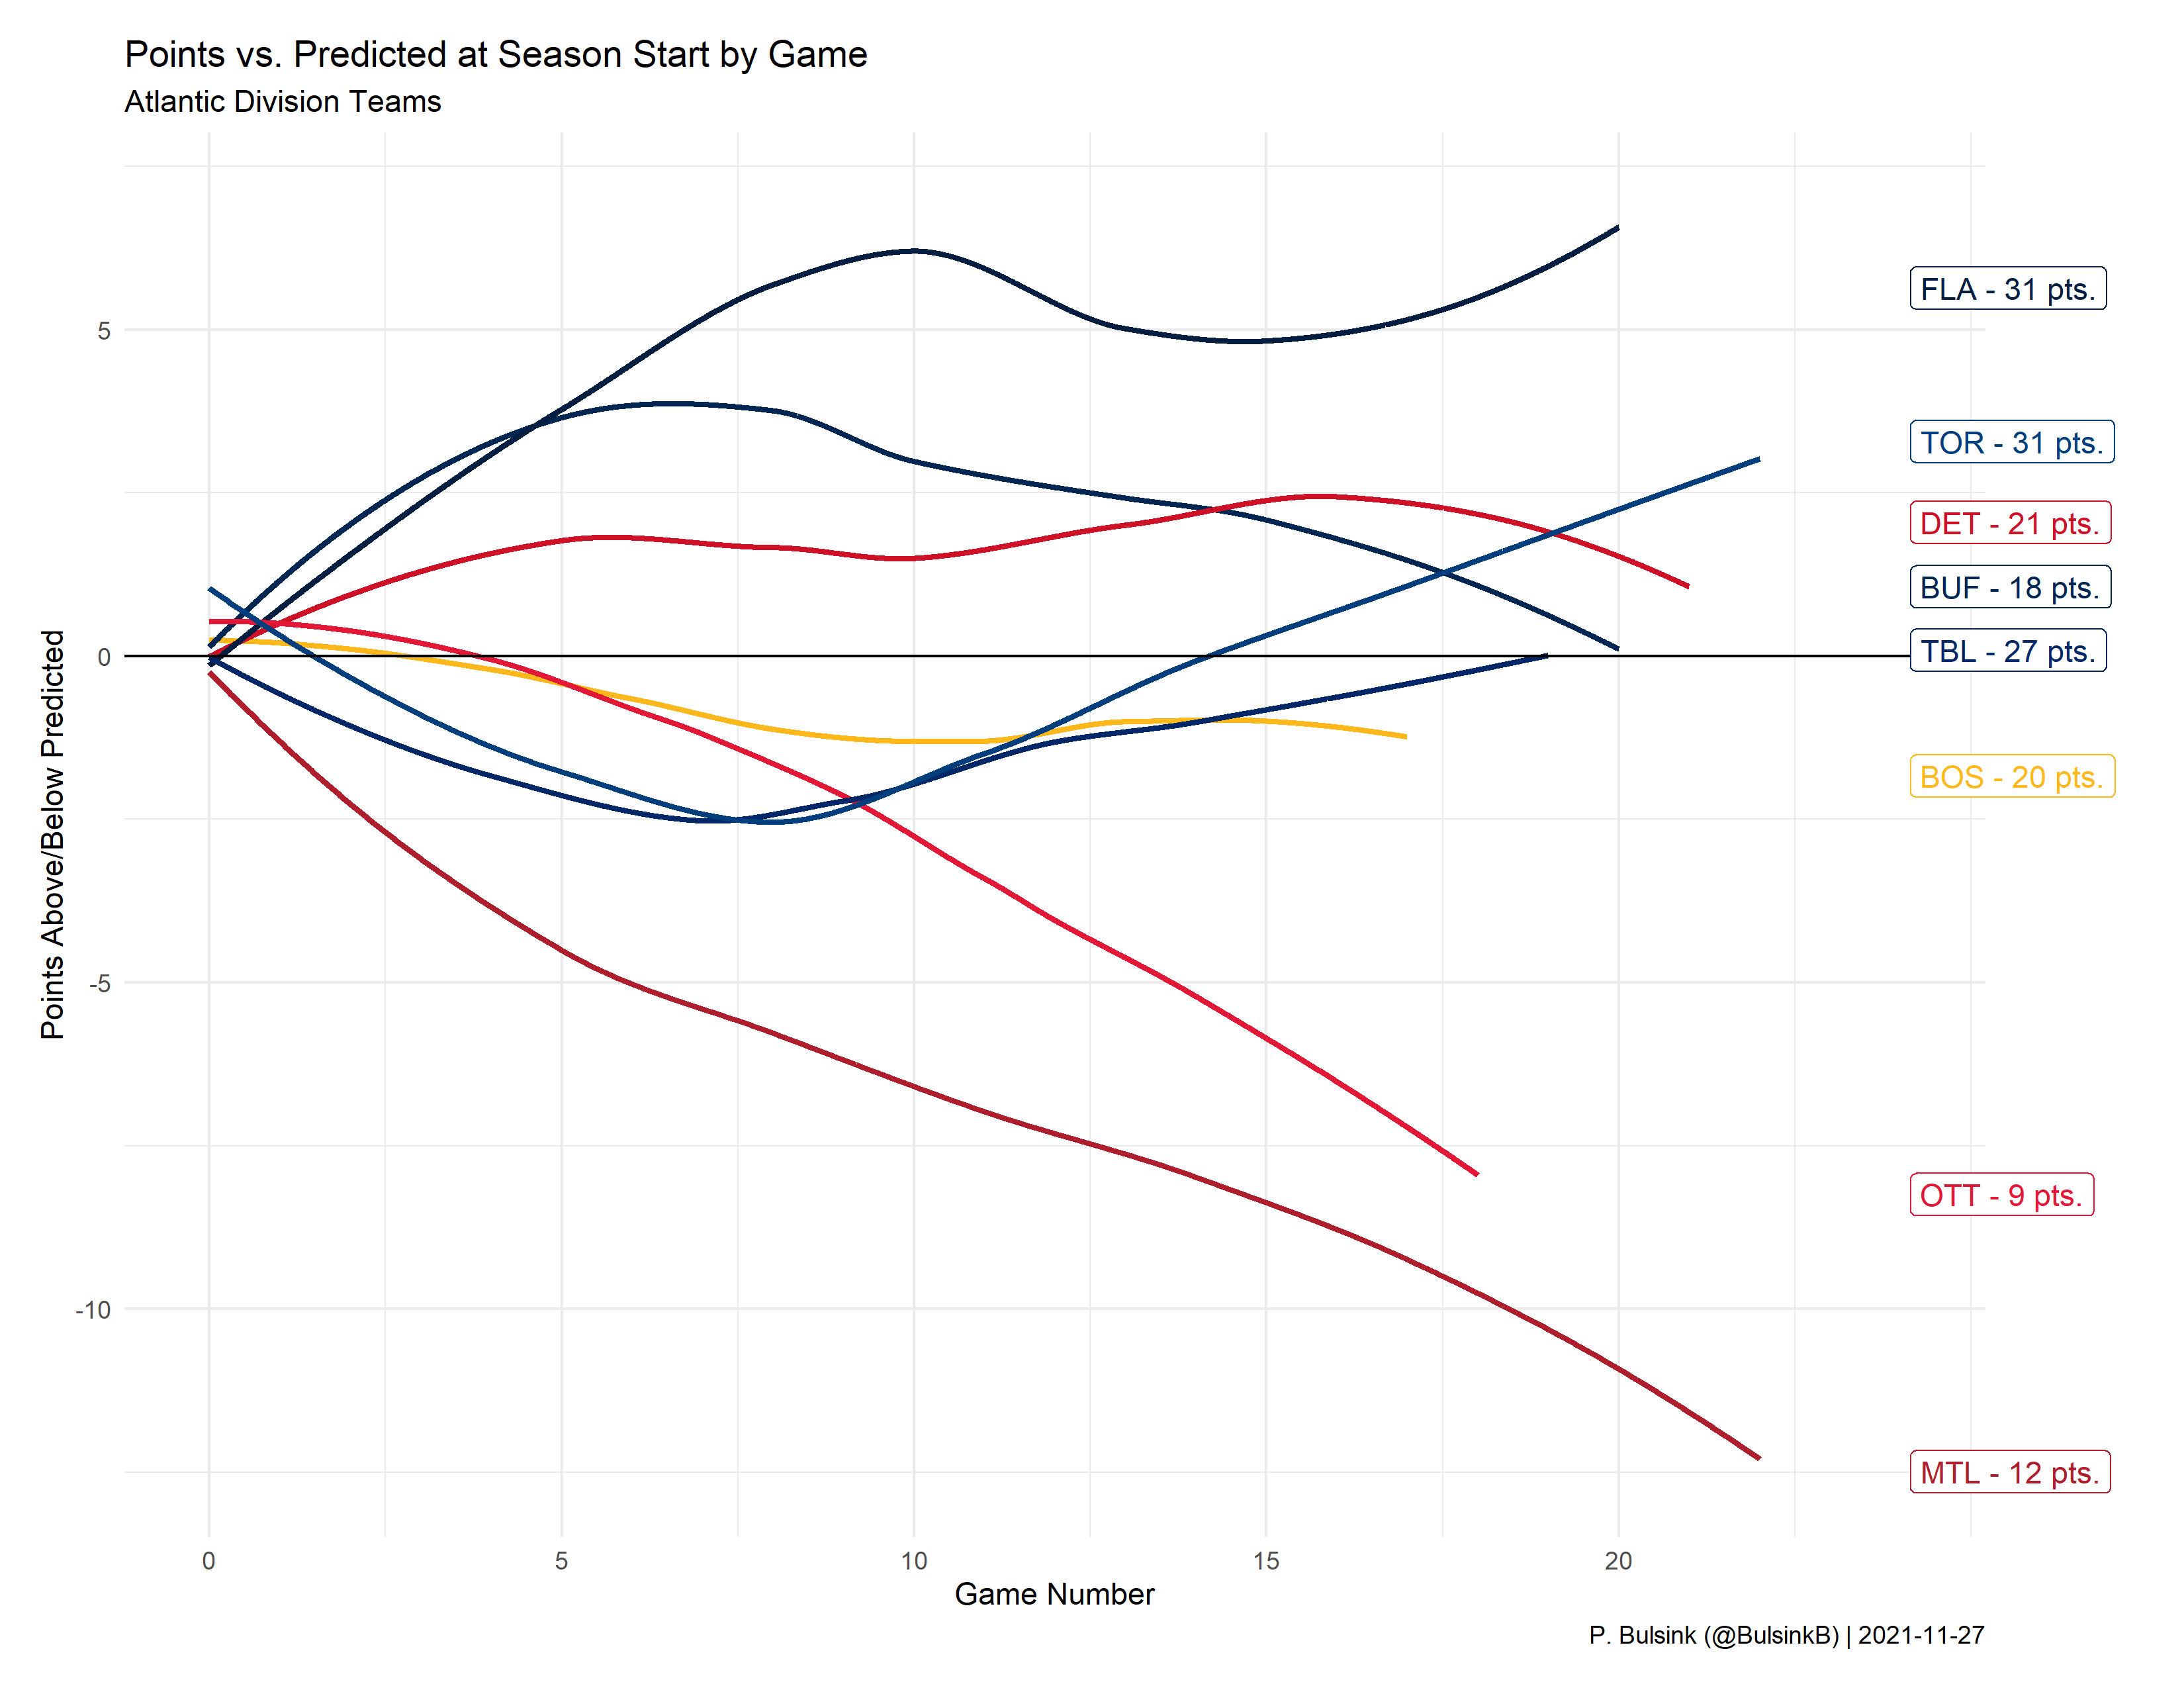 Points vs. Predicted at Season Start by Game
Atlantic Division Teams
Points Above/Below Predicted
5
0
-5
-10
FLA - 31 pts.
TOR - 31 pts.
DET - 21 pts.
BUF - 18 pts.
TBL - 27 pts.
BOS - 20 pts.
OTT - 9 pts.
MTL - 12 pts.
0 5 10 15 20
Game Number
P. Bulsink (@BulsinkB) | 2021-11-27